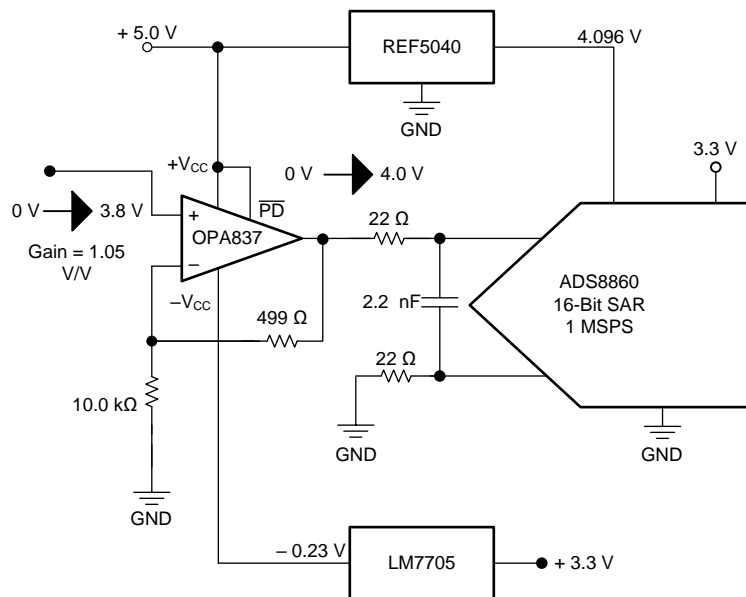 + 5.0 V
REF5040
4.096 V
GND
3.3 V
+VCC
0 V
4.0 V
PD
0 V
3.8 V
+
OPA837
−
22 Ω
Gain = 1.05
V/V
−VCC
499 Ω
2.2 nF
ADS8860
16-Bit SAR
1 MSPS
22 Ω
10.0 kΩ
GND
GND
GND
− 0.23 V
LM7705
+ 3.3 V